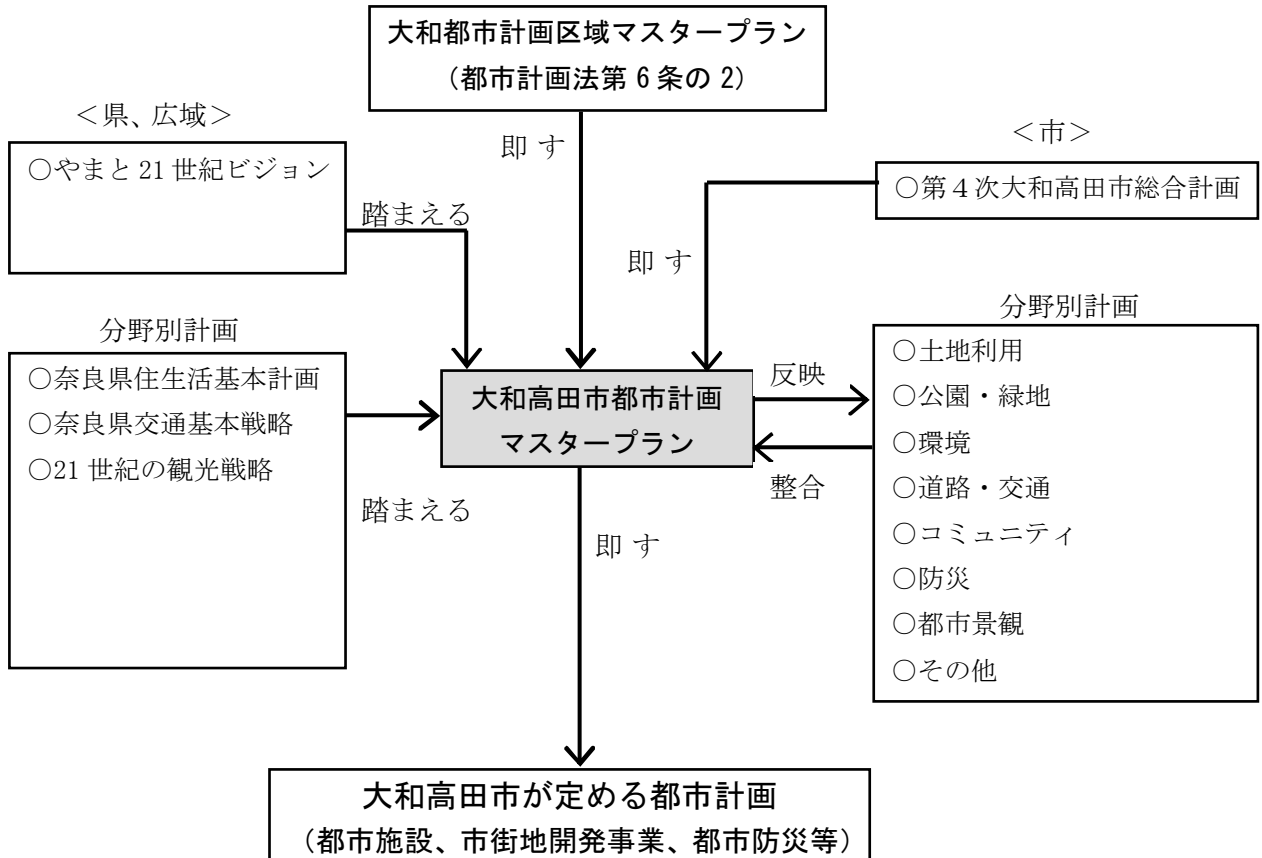 大和都市計画区域マスタープラン
（都市計画法第６条の２）
＜県、広域＞
○やまと21世紀ビジョン
踏まえる
即す
＜市＞
○第４次大和高田市総合計画
即す
分野別計画
○奈良県住生活基本計画
○奈良県交通基本戦略
○21世紀の観光戦略
踏まえる
大和高田市都市計画
マスタープラン
反映
整合
分野別計画
○土地利用
○公園・緑地
○環境
○道路・交通
○コミュニティ
○防災
○都市景観
○その他
即す
大和高田市が定める都市計画
（都市施設、市街地開発事業、都市防災等）